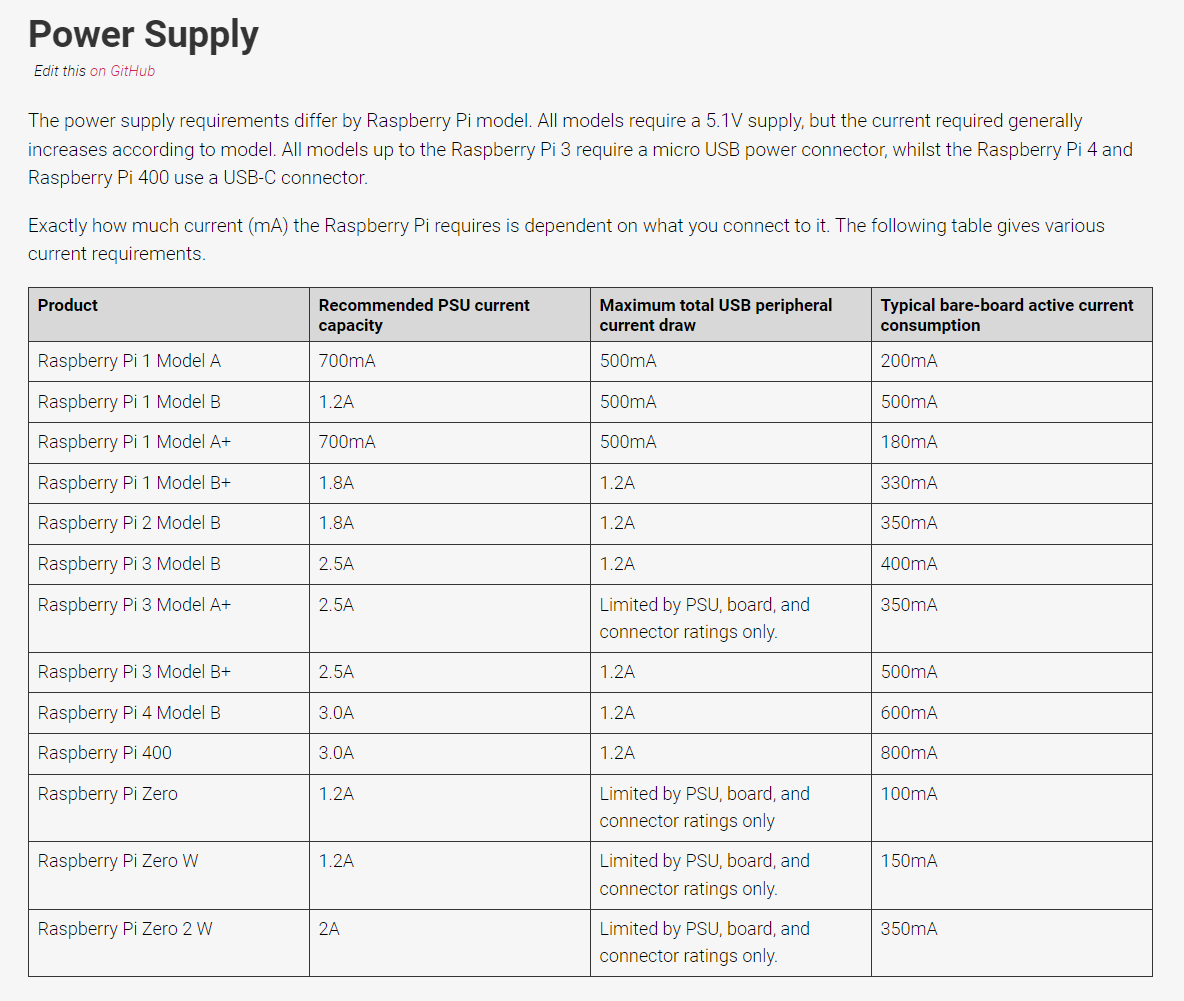 Power Supply
Edit this on GitHub
The power supply requirements differ by Raspberry Pi model. All models require a 5.1V supply, but the current required generally
increases according to model. All models up to the Raspberry Pi 3 require a micro USB power connector, whilst the Raspberry Pi 4 and
Raspberry Pi 400 use a USB-C connector.
Exactly how much current (mA) the Raspberry Pi requires is dependent on what you connect to it. The following table gives various
current requirements.
Product Recommended PSU current capacity Maximum total USB peripheral current draw Typical bare-board active current consumption
Raspberry Pi 1 Model A 700mA 500mA 200mA
Raspberry Pi 1 Model B 1.2A 500mA 500mA
Raspberry Pi 1 Model A+ 700mA 500mA 180mA
Raspberry Pi 1 Model B+ 1.8A 1.2A 330mA
Raspberry Pi 2 Model B 1.8A 1.2A 350mA
Raspberry Pi 3 Model B 2.5A 1.2A 400mA
Raspberry Pi 3 Model A+ 2.5A Limited by PSU, board, and connector ratings only. 350mA
Raspberry Pi 3 Model B+ 2.5A 1.2A 500mA
Raspberry Pi 4 Model B 3.0A 1.2A 600mA
Raspberry Pi 400 3.0A 1.2A 800mA
Raspberry Pi Zero 1.2A Limited by PSU, board, and connector ratings only 100mA
Raspberry Pi Zero W 1.2A Limited by PSU, board, and connector ratings only. 150mA
Raspberry Pi Zero 2 W 2A Limited by PSU, board, and connector ratings only. 350mA